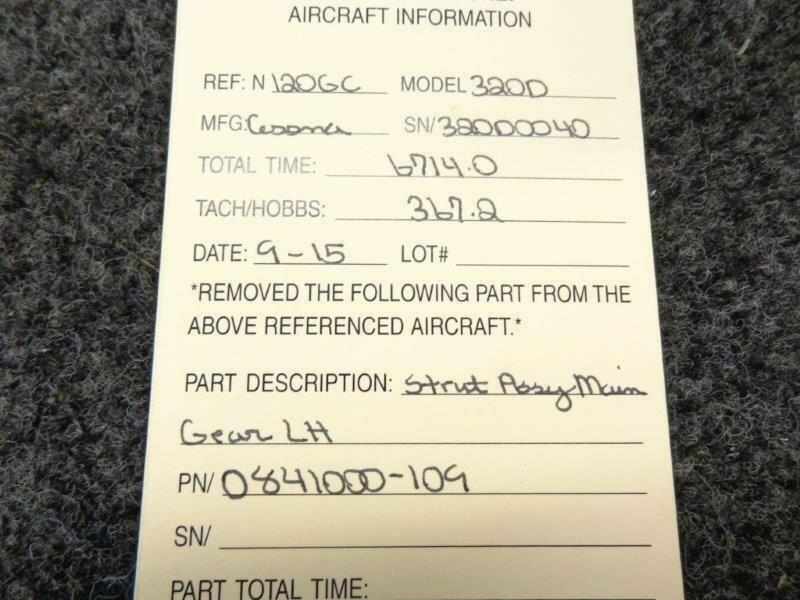 AIRCRAFT INFORMATION
REF: N 120GC MODEL 320D
MFG: Cessna SN/ 320D0040
TOTAL TIME: 6714.0
TACH/HOBBS: 367.2
DATE: 9-15 LOT#
*REMOVED THE FOLLOWING PART FROM THE
ABOVE REFERENCED AIRCRAFT.*
PART DESCRIPTION: Strut Assy Main
Gear LH
PN/ 0841000-109
SN/
PART TOTAL TIME: